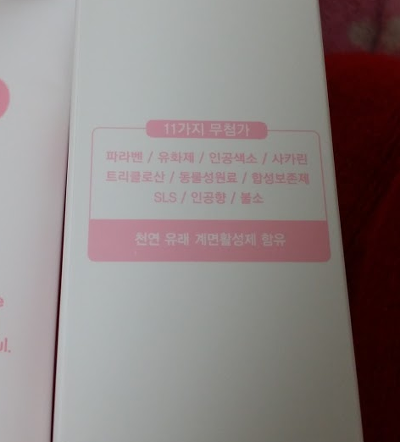 11가지 무첨가
파라벤 / 유화제 / 인공색소 / 사카린
트리클로산 / 동물성원료 / 합성보존제
SLS / 인공향 / 불소
천연 유래 계면활성제 함유